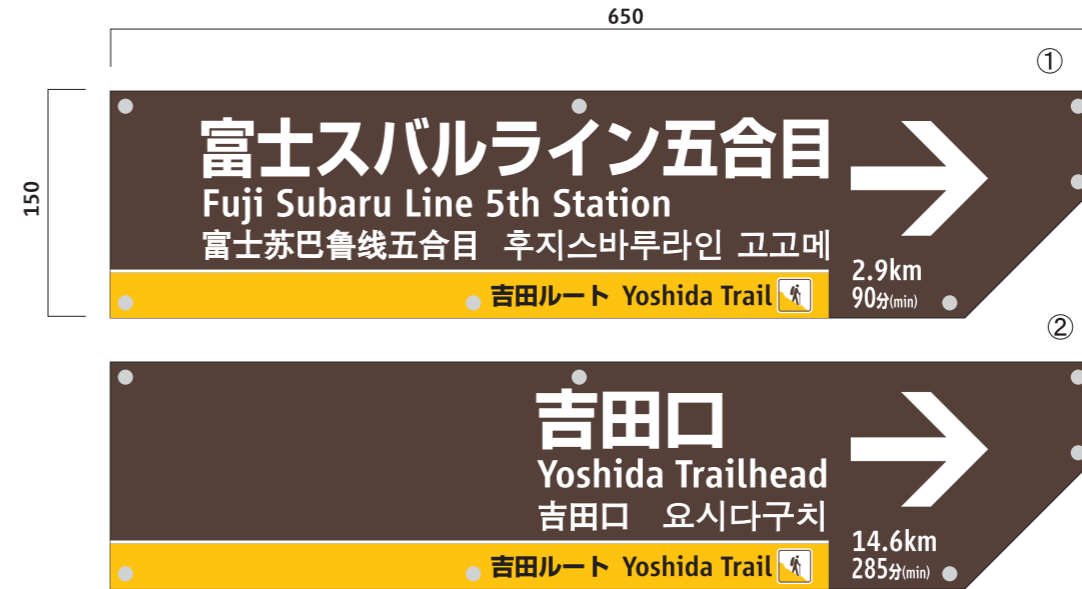 650
①
150
富士スバルライン五合目
Fuji Subaru Line 5th Station
富士苏巴鲁线五合目 후지스바루라인 고고메
2.9km
90分(min)
吉田ルート Yoshida Trail
②
吉田口
Yoshida Trailhead
吉田口 요시다구치
14.6km
285分(min)
吉田ルート Yoshida Trail